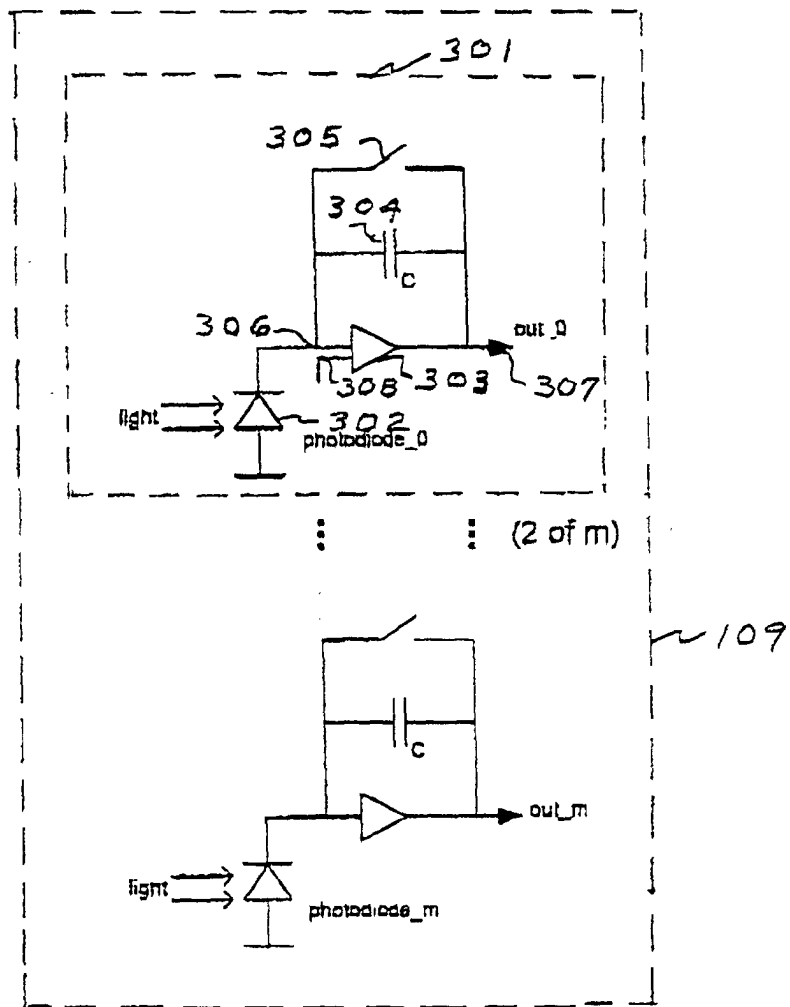 301
305
304
C
306
out_0
308
303
307
light
302
photodiode_0
(2 of m)
109
C
out_m
light
photodiode_m